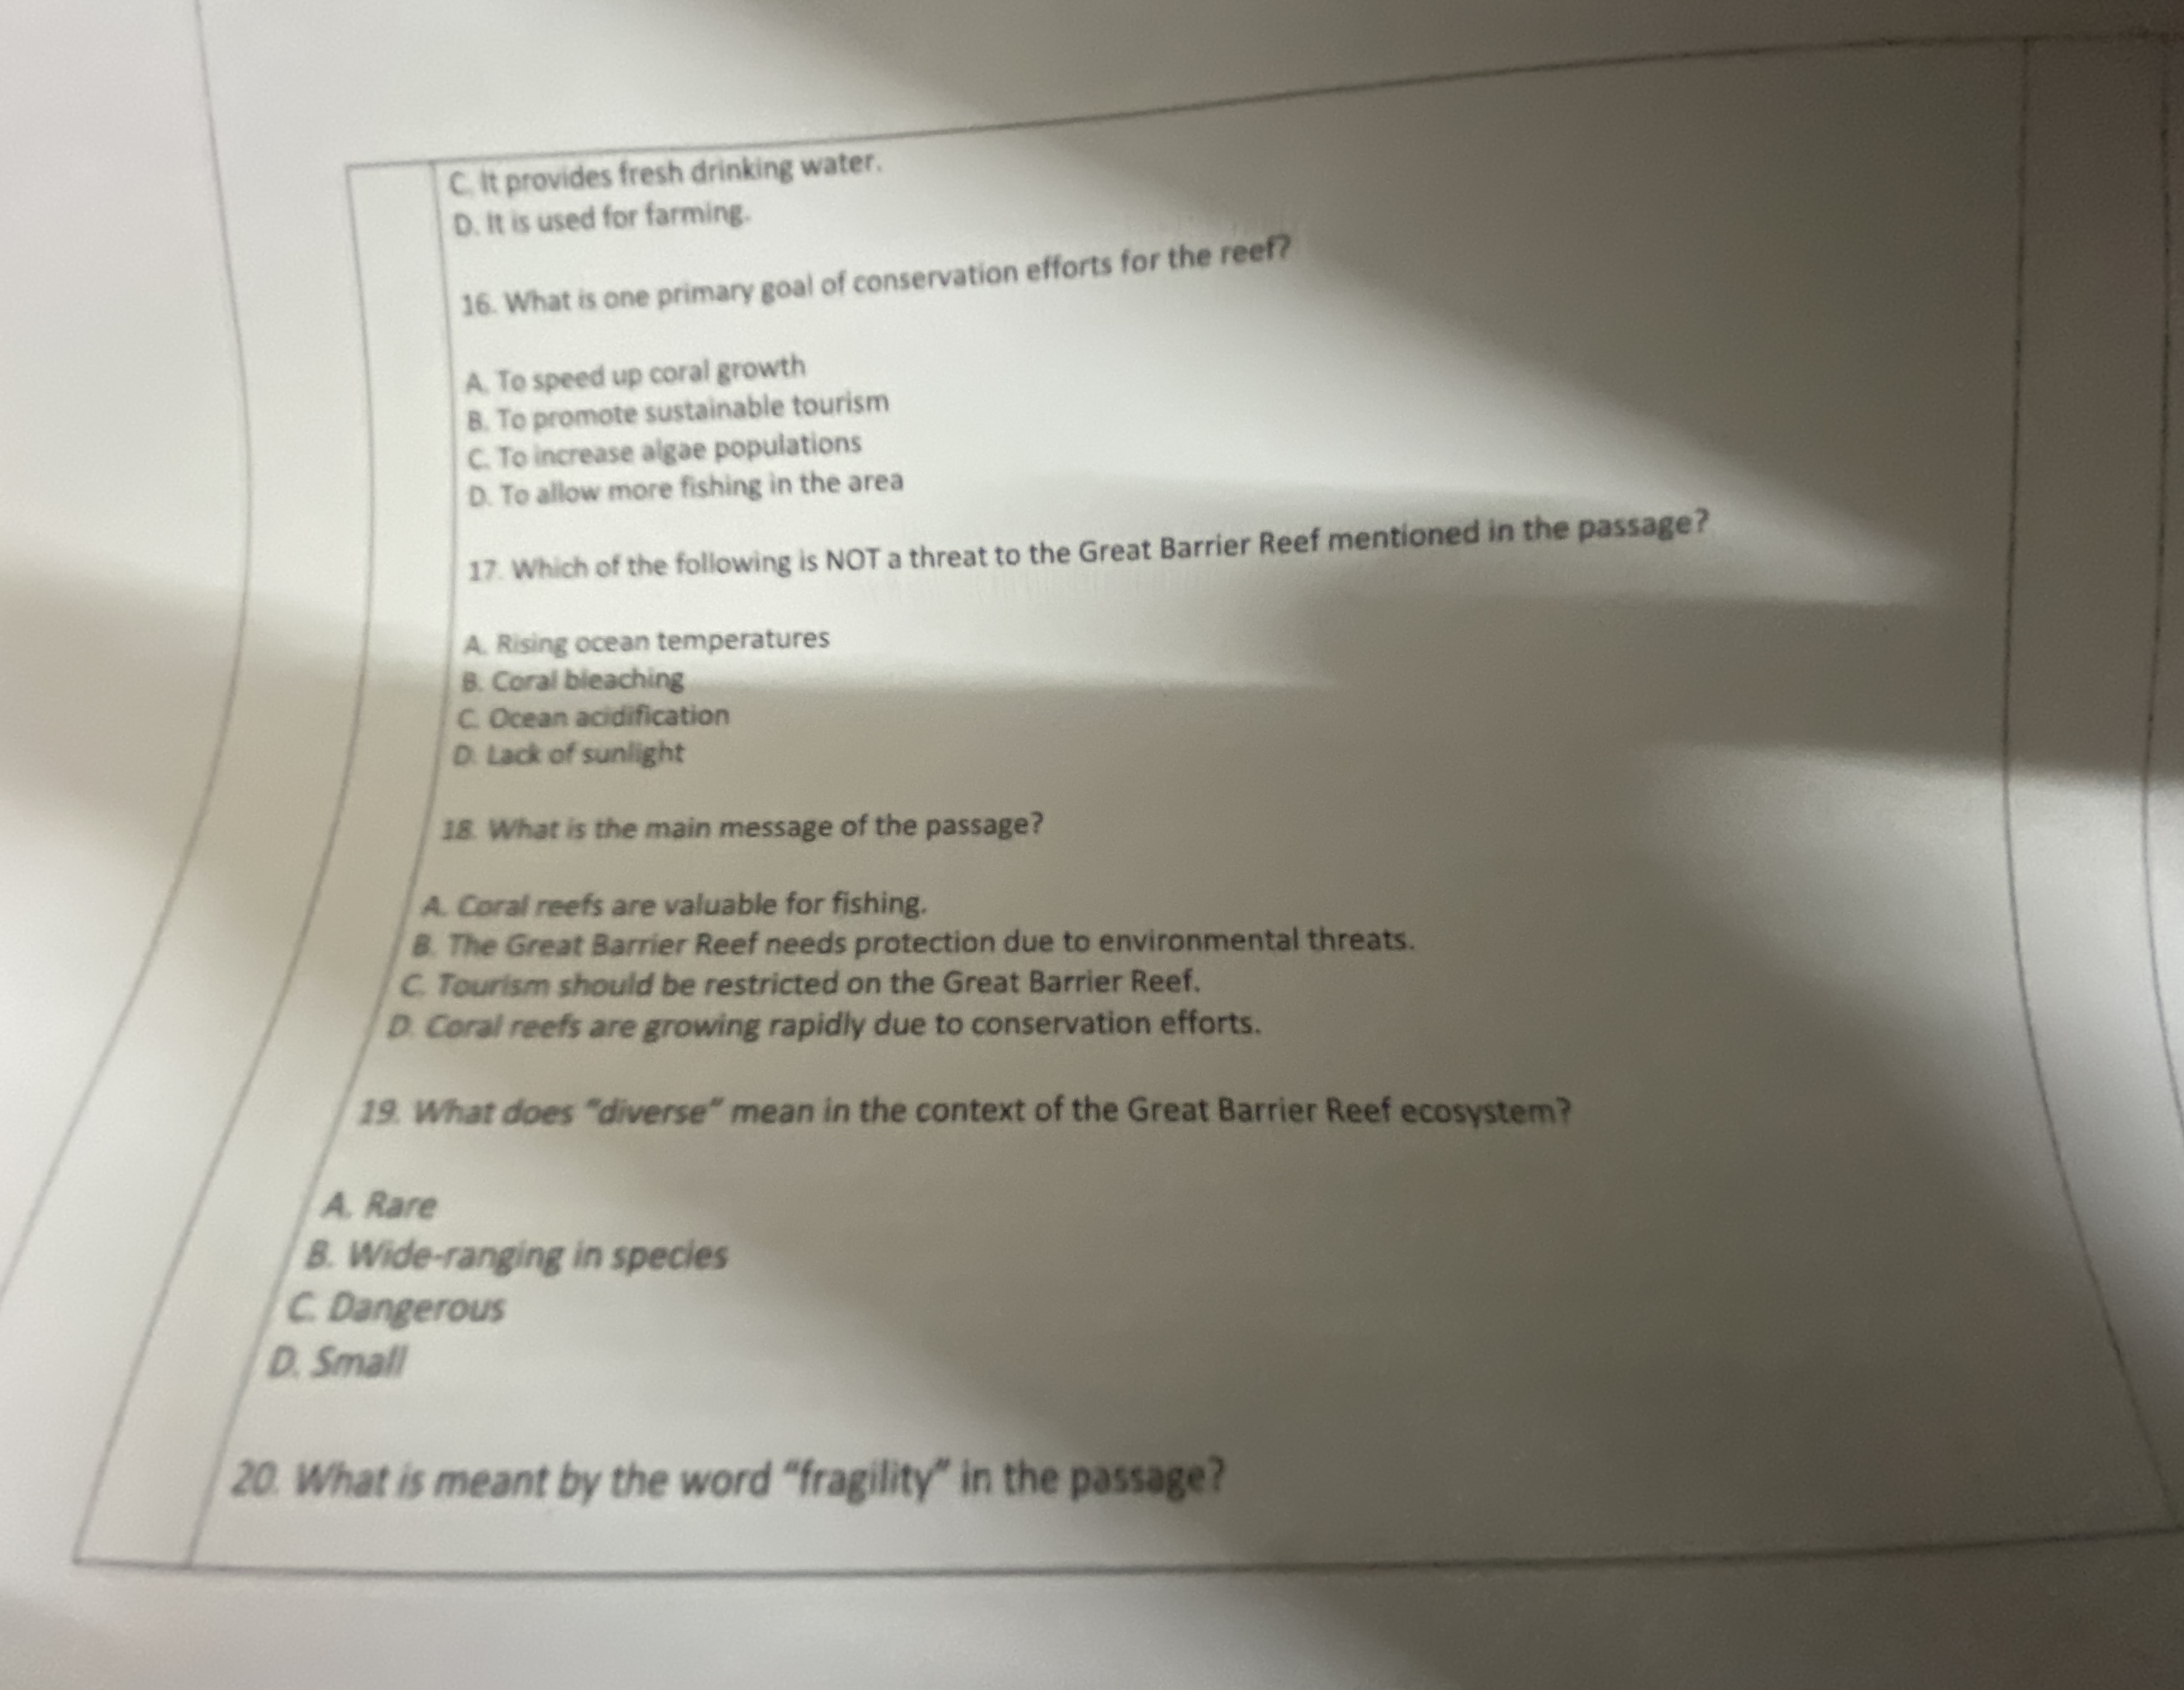 C. It provides fresh drinking water.
D. It is used for farming.
16. What is one primary goal of conservation efforts for the reef?
A. To speed up coral growth
B. To promote sustainable tourism
C. To increase algae populations
D. To allow more fishing in the area
17. Which of the following is NOT a threat to the Great Barrier Reef mentioned in the passage?
A. Rising ocean temperatures
B. Coral bleaching
C. Ocean acidification
D. Lack of sunlight
18. What is the main message of the passage?
A. Coral reefs are valuable for fishing.
B. The Great Barrier Reef needs protection due to environmental threats.
C. Tourism should be restricted on the Great Barrier Reef.
D. Coral reefs are growing rapidly due to conservation efforts.
19. What does “diverse” mean in the context of the Great Barrier Reef ecosystem?
A. Rare
B. Wide-ranging in species
C. Dangerous
D. Small
20. What is meant by the word “fragility” in the passage?